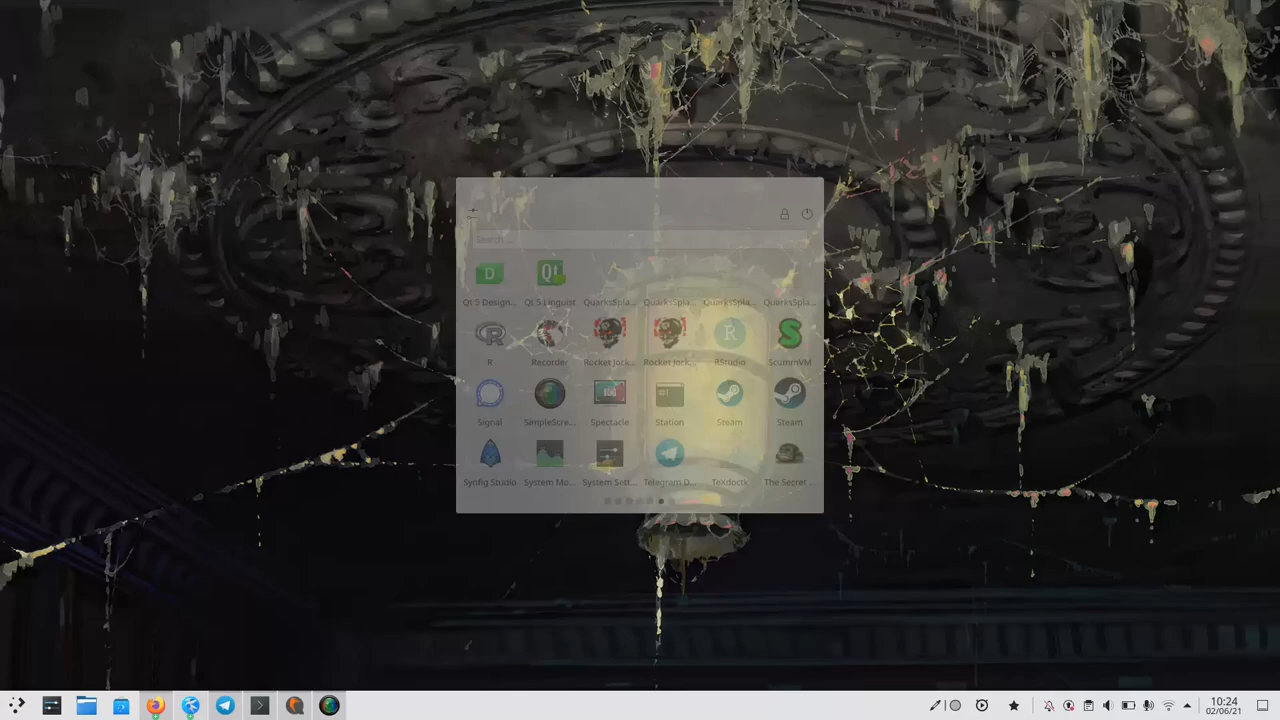 Search...
Qt 5 Design... Qt 5 Linguist QuarksSpla... QuarksSpla... QuarksSpla... QuarksSpla...
R Recorder Rocket Jock... Rocket Jock... RStudio ScummVM
Signal SimpleScre... Spectacle Station Steam Steam
Synfig Studio System Mo... System Sett... Telegram D... TeXdoctk The Secret ...
10:24
02/06/21